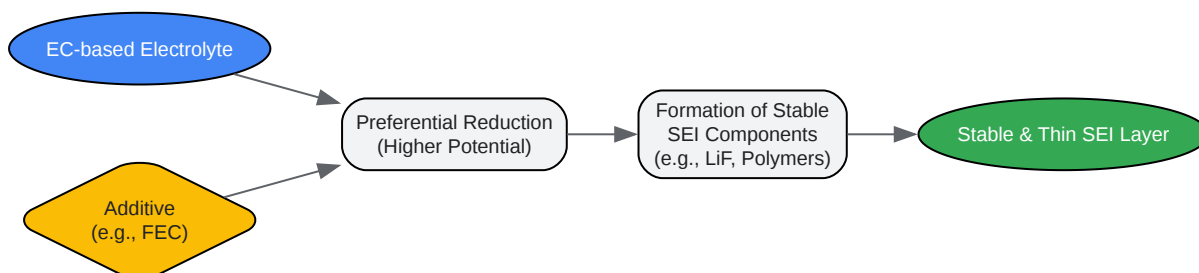 EC-based Electrolyte
Additive
(e.g., FEC)
Preferential Reduction
(Higher Potential)
Formation of Stable
SEI Components
(e.g., LiF, Polymers)
Stable & Thin SEI Layer